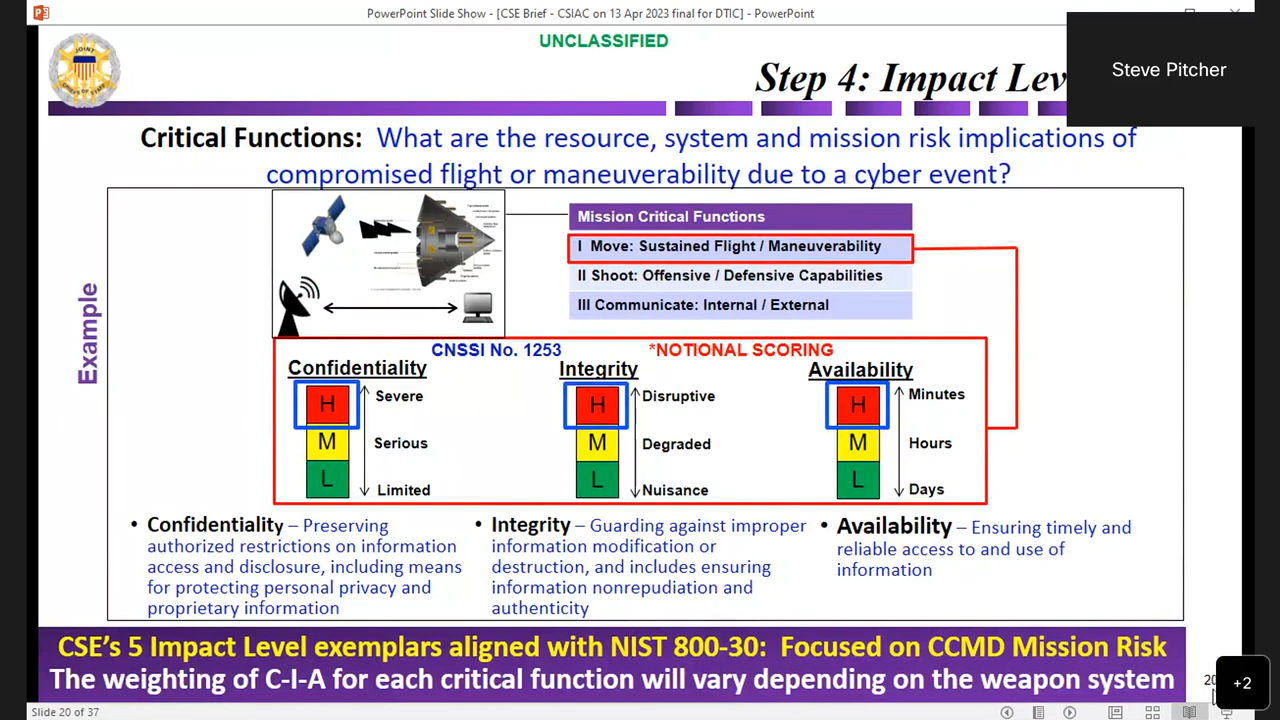 PowerPoint Slide Show - [CSE Brief - CSIAC on 13 Apr 2023 final for DTIC] - PowerPoint
UNCLASSIFIED
Step 4: Impact Lev
Steve Pitcher
Critical Functions: What are the resource, system and mission risk implications of
compromised flight or maneuverability due to a cyber event?
Example
Mission Critical Functions
I Move: Sustained Flight / Maneuverability
II Shoot: Offensive / Defensive Capabilities
III Communicate: Internal / External
CNSSI No. 1253
*NOTIONAL SCORING
Confidentiality
H
M
L
Severe
Serious
Limited
Integrity
H
M
L
Disruptive
Degraded
Nuisance
Availability
H
M
L
Minutes
Hours
Days
• Confidentiality – Preserving
authorized restrictions on information
access and disclosure, including means
for protecting personal privacy and
proprietary information
• Integrity – Guarding against improper
information modification or
destruction, and includes ensuring
information nonrepudiation and
authenticity
• Availability – Ensuring timely and
reliable access to and use of
information
CSE's 5 Impact Level exemplars aligned with NIST 800-30: Focused on CCMD Mission Risk
The weighting of C-I-A for each critical function will vary depending on the weapon system
20
+2
Slide 20 of 37